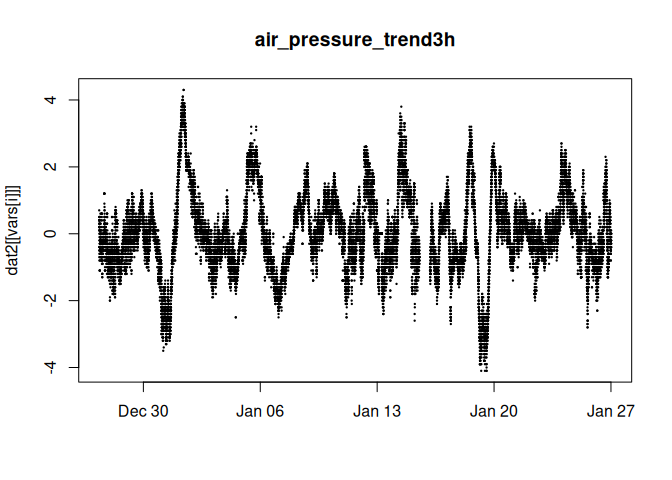 air_pressure_trend3h
dat2[[vars[i]]]
4
2
0
-2
-4
Dec 30
Jan 06
Jan 13
Jan 20
Jan 27